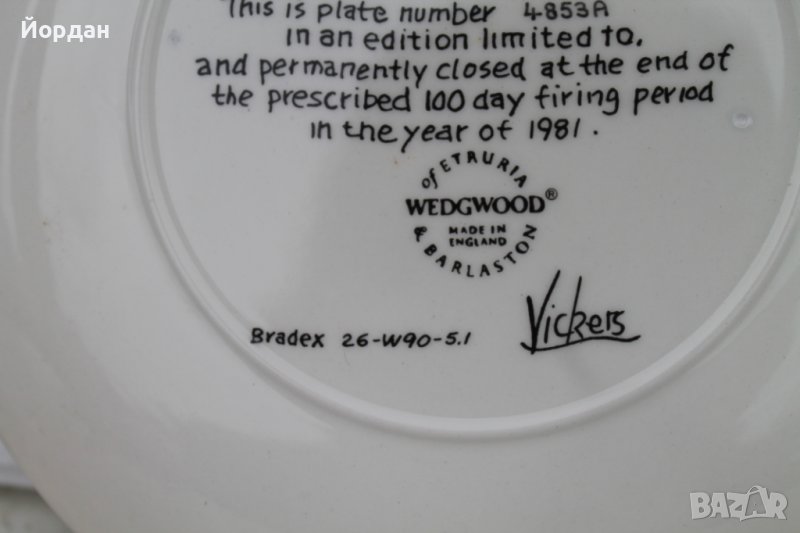 Йордан
This is plate number 4853A
in an edition limited to,
and permanently closed at the end of
the prescribed 100 day firing period
in the year of 1981.
of ETRURIA
WEDGWOOD®
MADE IN
ENGLAND
& BARLASTON
Bradex 26-W90-5.1
Vickers
BAZAR